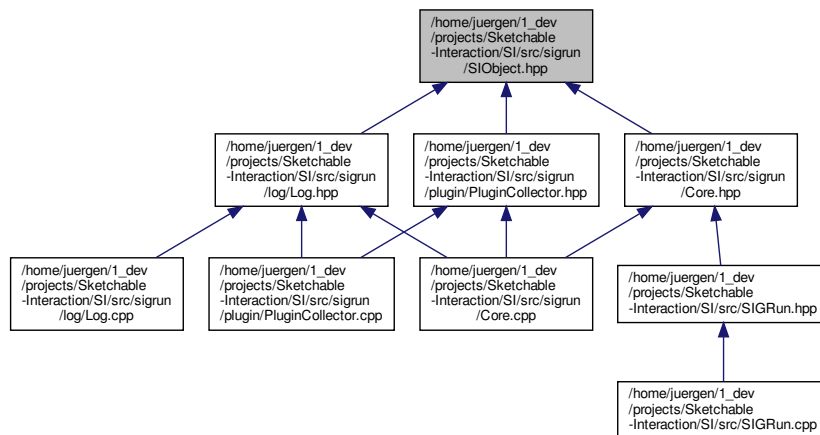 /home/juergen/1_dev
/projects/Sketchable
-Interaction/SI/src/sigrun
/SIObject.hpp
/home/juergen/1_dev
/projects/Sketchable
-Interaction/SI/src/sigrun
/log/Log.hpp
/home/juergen/1_dev
/projects/Sketchable
-Interaction/SI/src/sigrun
/plugin/PluginCollector.hpp
/home/juergen/1_dev
/projects/Sketchable
-Interaction/SI/src/sigrun
/Core.hpp
/home/juergen/1_dev
/projects/Sketchable
-Interaction/SI/src/sigrun
/log/Log.cpp
/home/juergen/1_dev
/projects/Sketchable
-Interaction/SI/src/sigrun
/plugin/PluginCollector.cpp
/home/juergen/1_dev
/projects/Sketchable
-Interaction/SI/src/sigrun
/Core.cpp
/home/juergen/1_dev
/projects/Sketchable
-Interaction/SI/src/SIGRun.hpp
/home/juergen/1_dev
/projects/Sketchable
-Interaction/SI/src/SIGRun.cpp